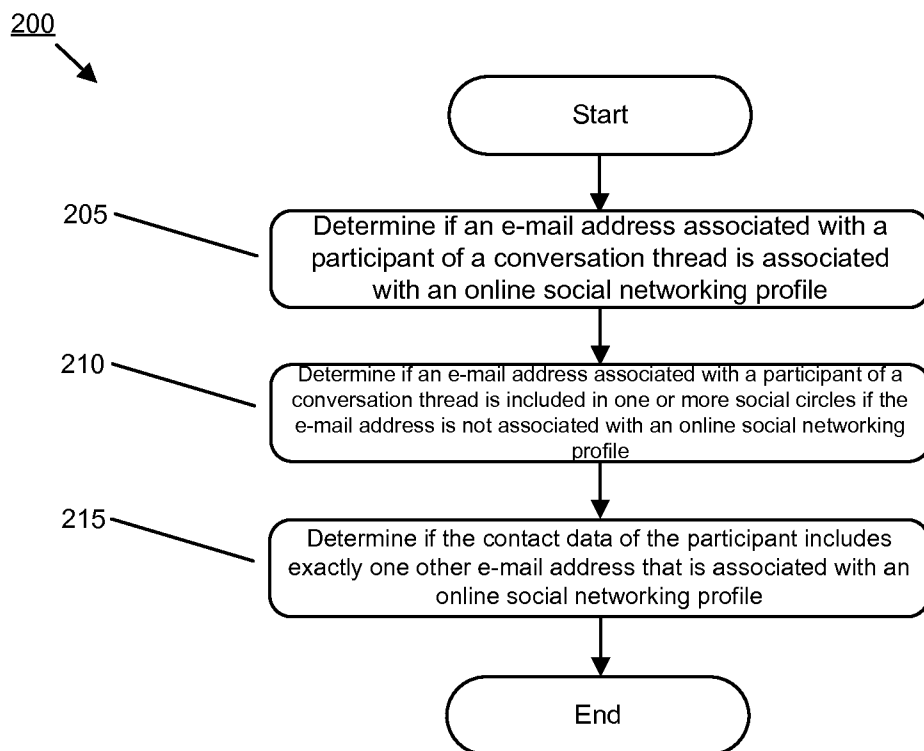 200
Start
205
Determine if an e-mail address associated with a
participant of a conversation thread is associated
with an online social networking profile
210
Determine if an e-mail address associated with a participant of a
conversation thread is included in one or more social circles if the
e-mail address is not associated with an online social networking
profile
215
Determine if the contact data of the participant includes
exactly one other e-mail address that is associated with an
online social networking profile
End